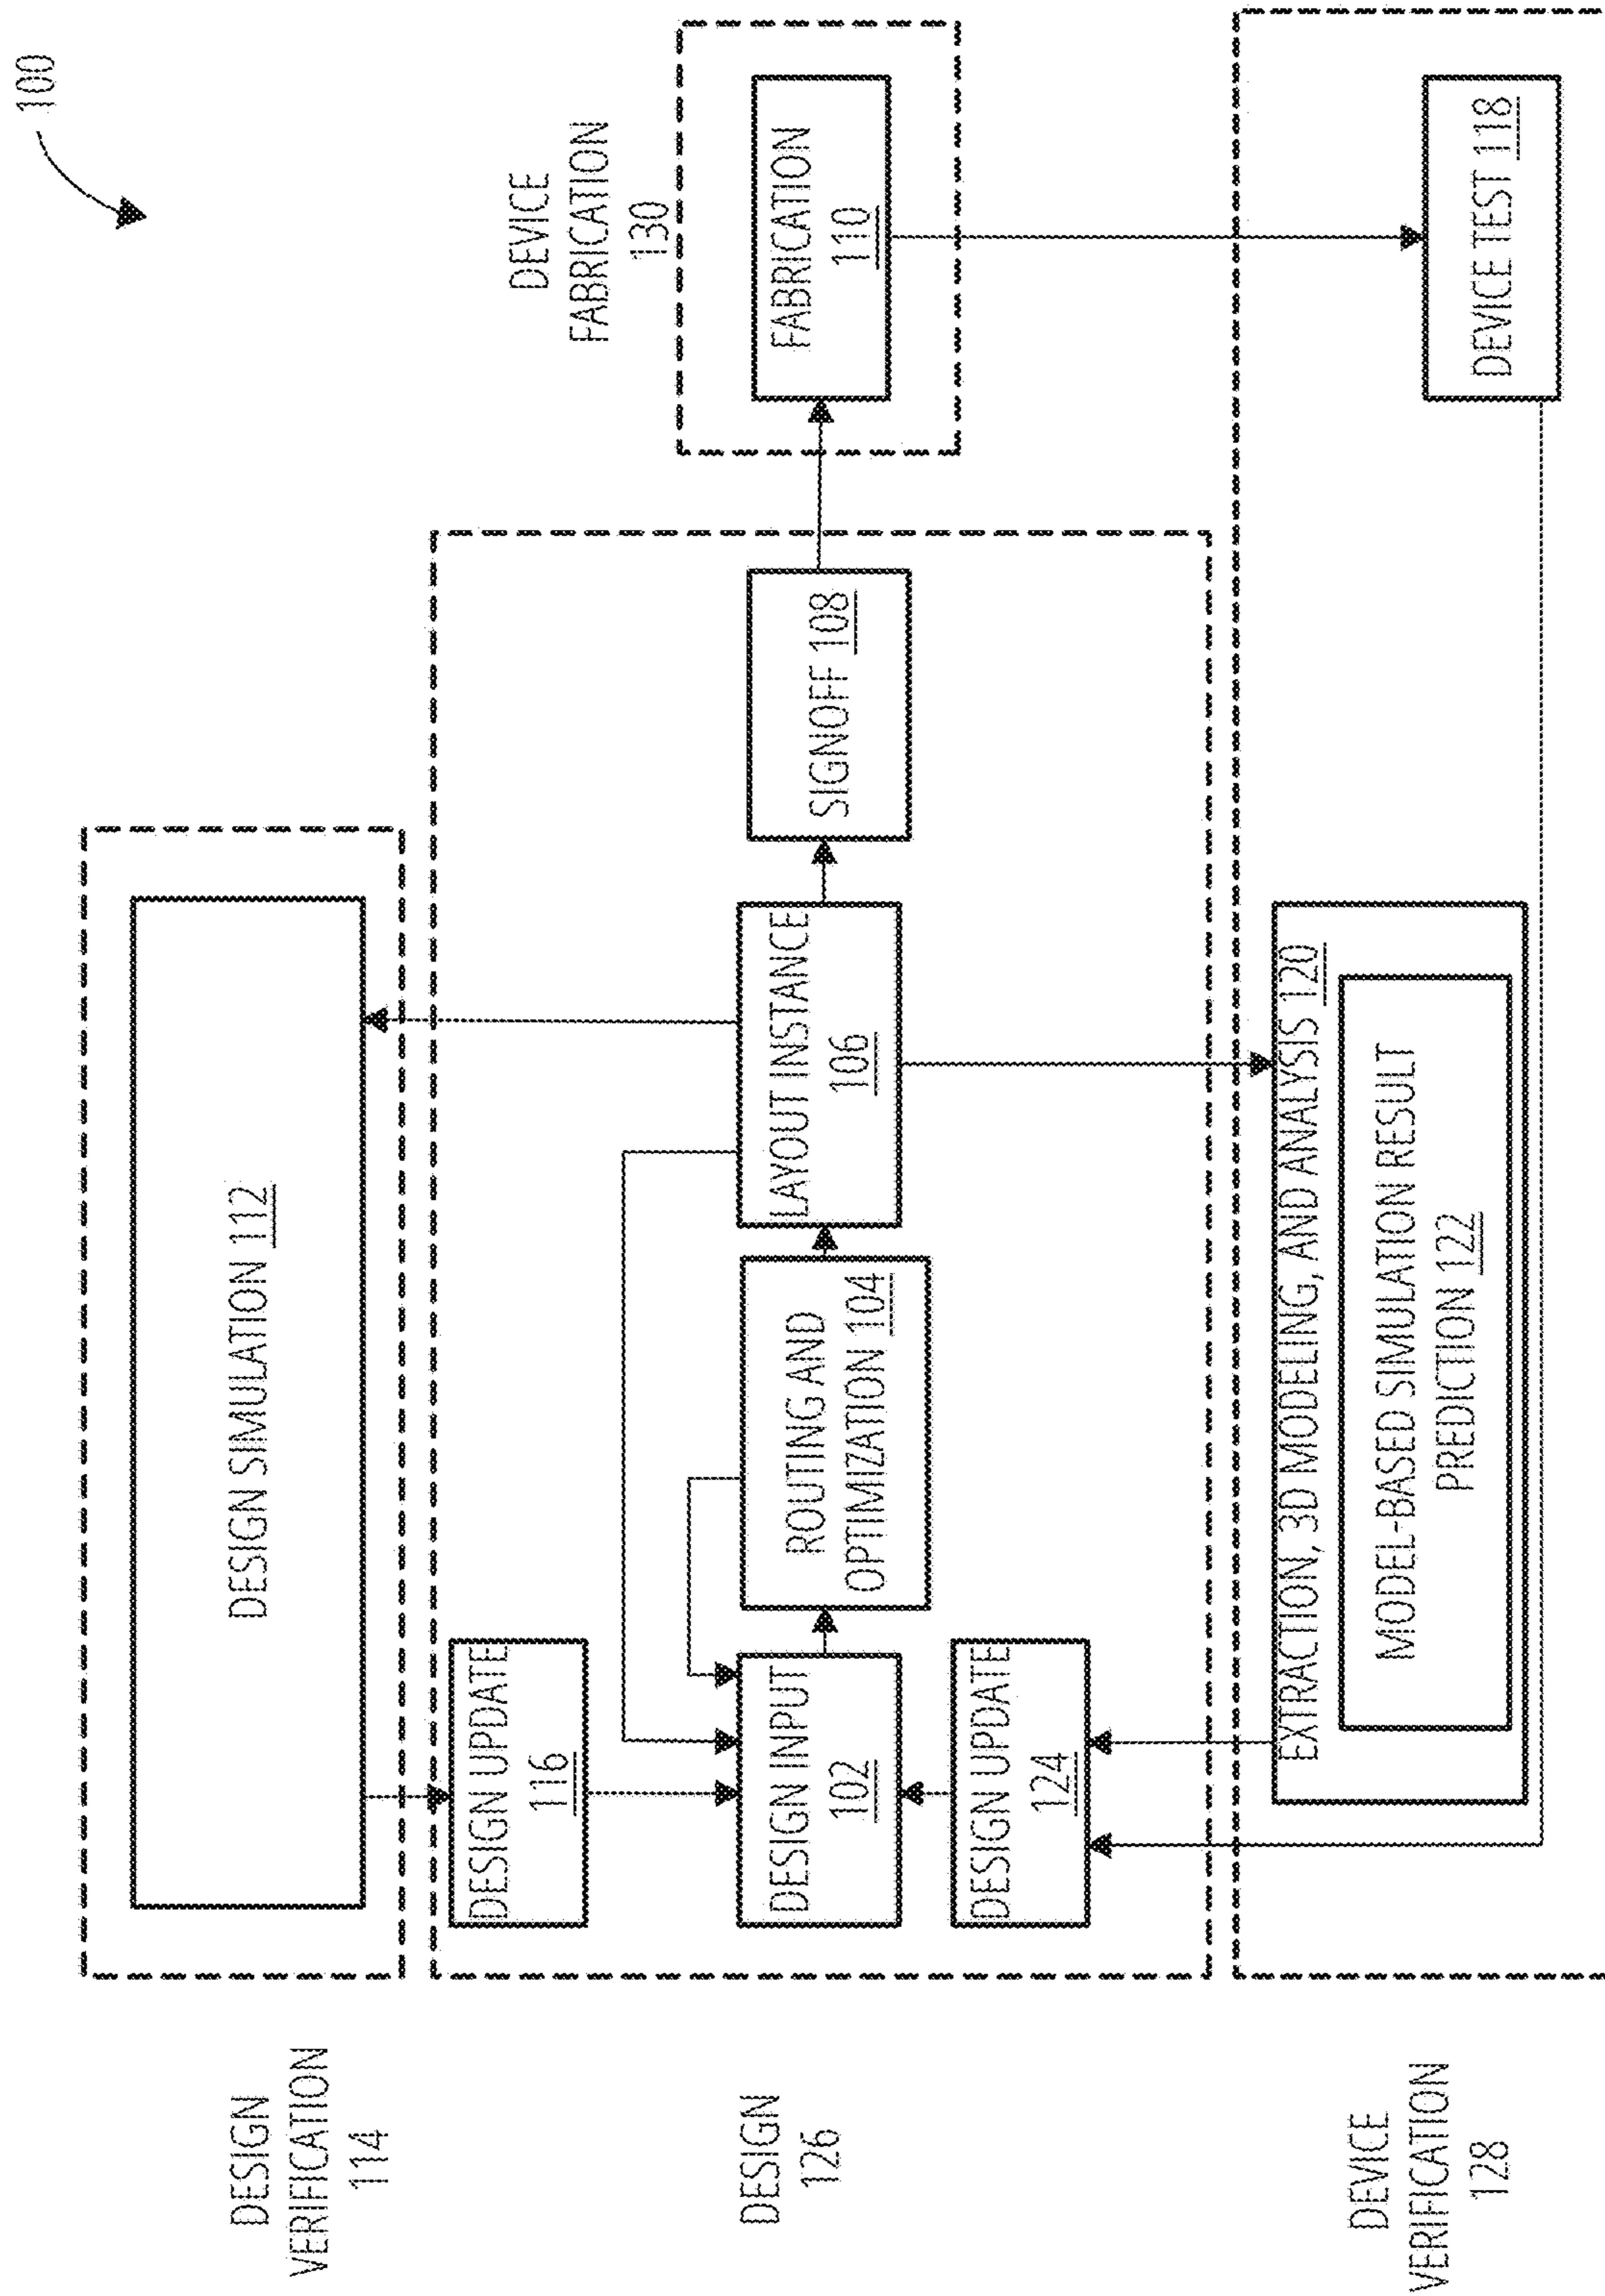 100
DESIGN
VERIFICATION
114
DESIGN SIMULATION 112
DEVICE
FABRICATION
130
DESIGN
126
DESIGN UPDATE
116
DESIGN INPUT
102
ROUTING AND
OPTIMIZATION 104
LAYOUT INSTANCE
106
SIGNOFF 108
FABRICATION
110
DESIGN UPDATE
124
DEVICE
VERIFICATION
128
EXTRACTION, 3D MODELING, AND ANALYSIS 120
MODEL-BASED SIMULATION RESULT
PREDICTION 122
DEVICE TEST 118